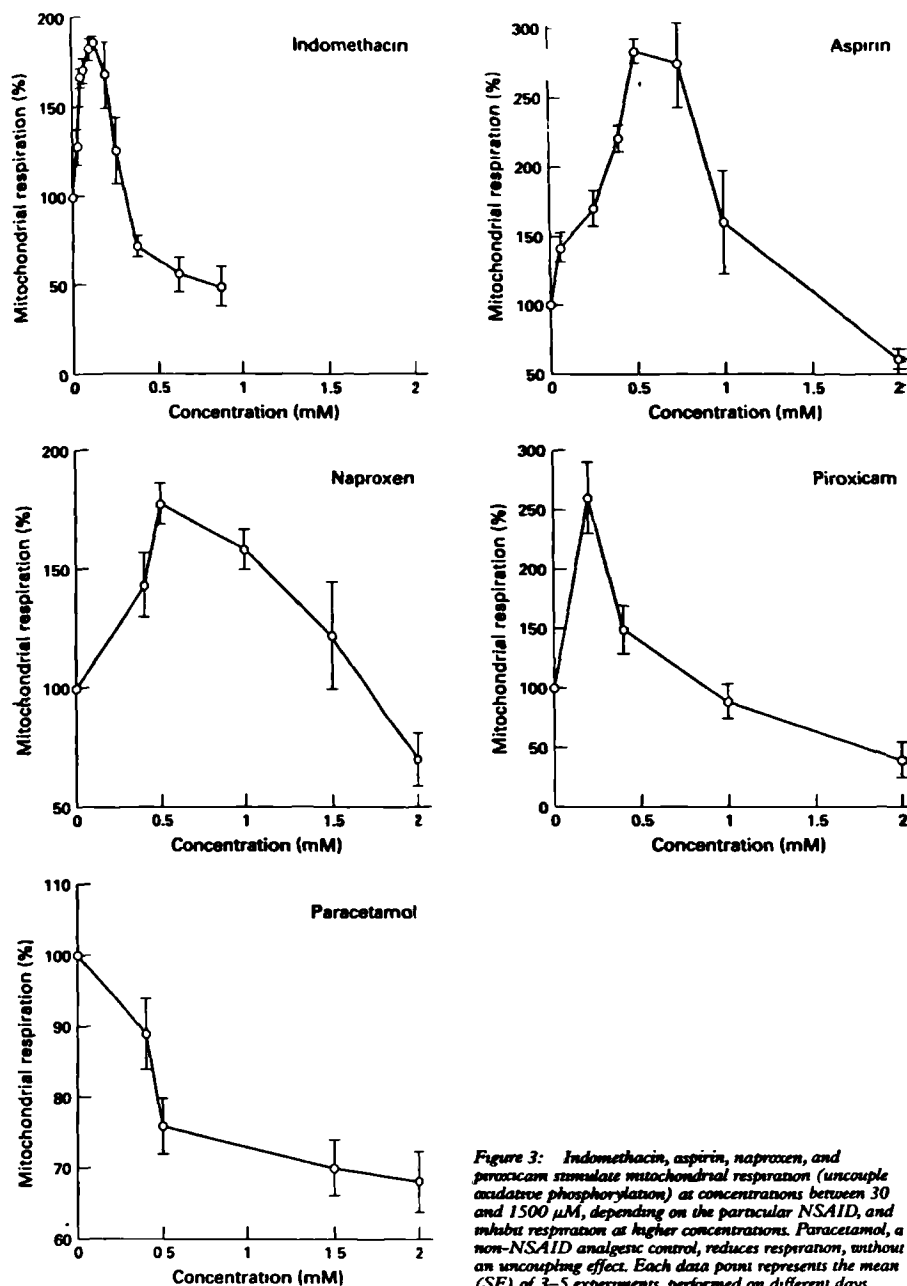 Indomethacin
Mitochondrial respiration (%)
200
150
100
50
0
0 0.5 1 1.5 2
Concentration (mM)
Aspirin
Mitochondrial respiration (%)
300
250
200
150
100
50
0 0.5 1 1.5 2
Concentration (mM)
Naproxen
Mitochondrial respiration (%)
200
150
100
50
0 0.5 1 1.5 2
Concentration (mM)
Piroxicam
Mitochondrial respiration (%)
300
250
200
150
100
50
0
0 0.5 1 1.5 2
Concentration (mM)
Paracetamol
Mitochondrial respiration (%)
110
100
90
80
70
60
0 0.5 1 1.5 2
Concentration (mM)
Figure 3: Indomethacin, aspirin, naproxen, and
piroxicam stimulate mitochondrial respiration (uncouple
oxidative phosphorylation) at concentrations between 30
and 1500 μM, depending on the particular NSAID, and
inhibit respiration at higher concentrations. Paracetamol, a
non-NSAID analgesic control, reduces respiration, without
an uncoupling effect. Each data point represents the mean
(SE) of 3–5 experiments performed on different days